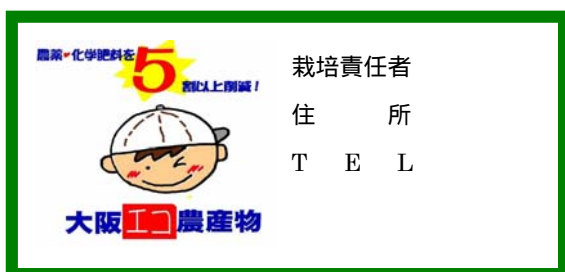 農薬・化学肥料を5
割以上削減!
大阪エコ農産物
栽培責任者
住 所
T E L